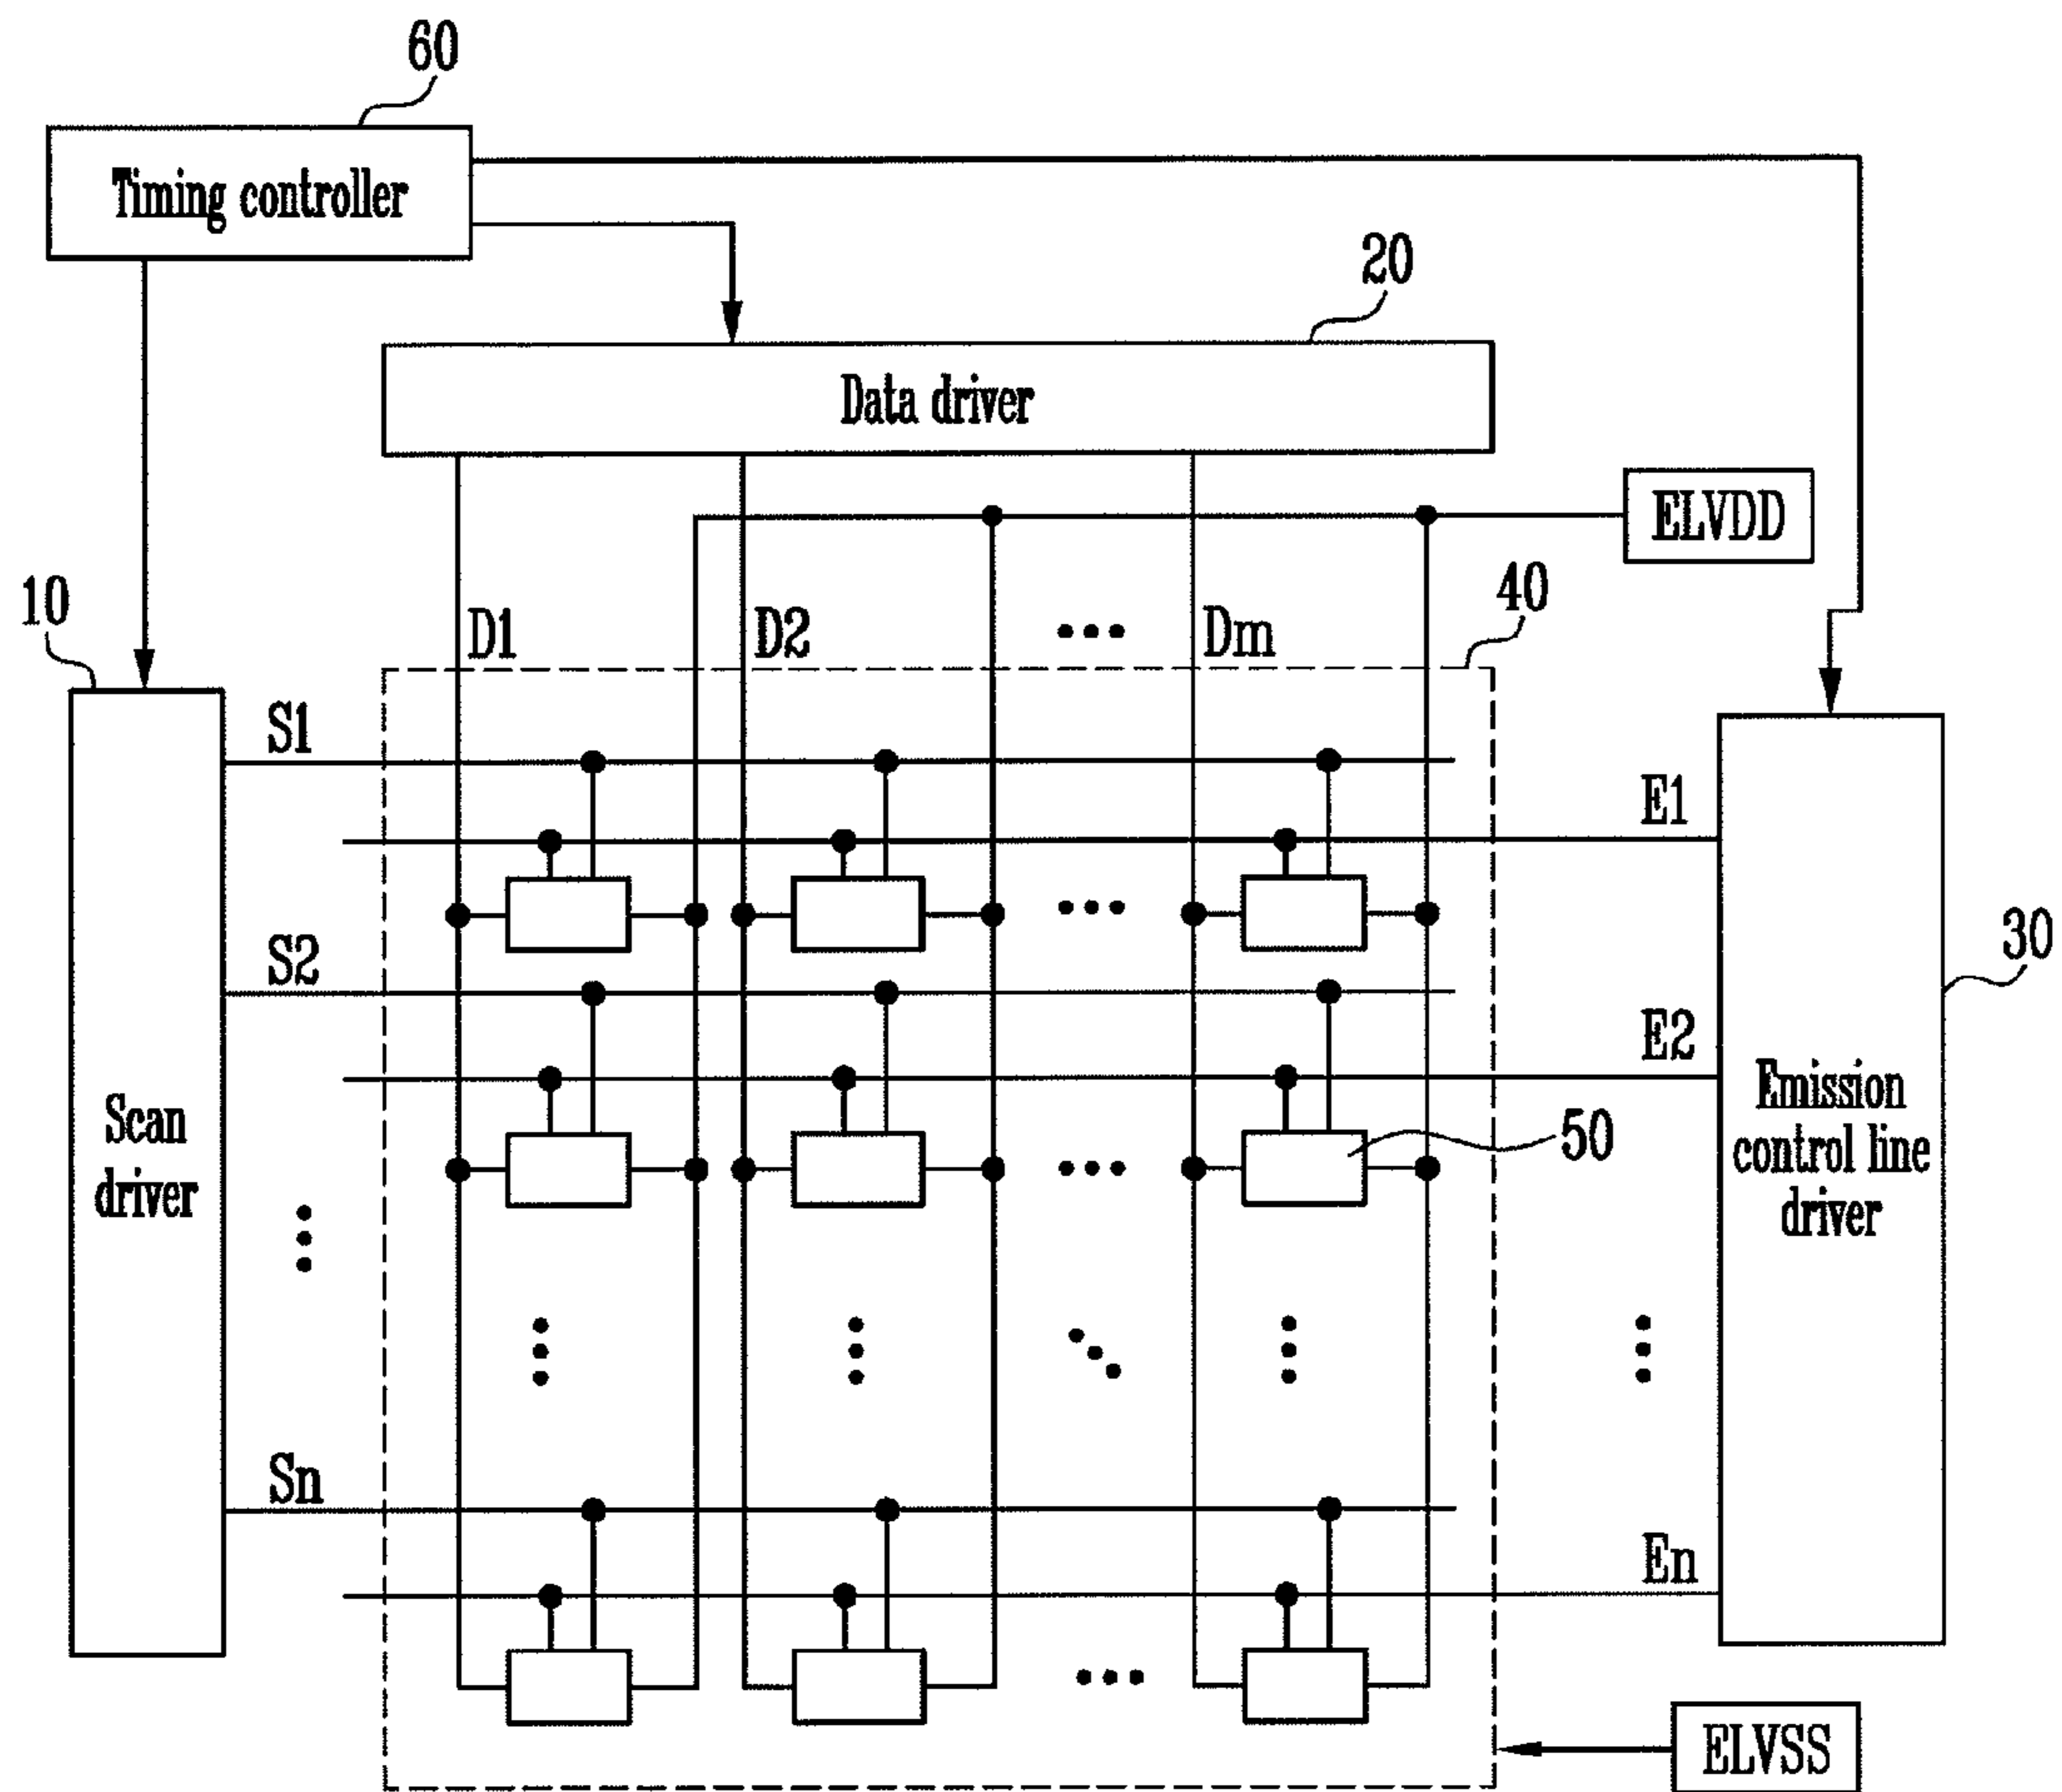 60
Timing controller
20
Data driver
ELVDD
10
D1
D2
Dm
40
S1
E1
S2
30
E2
Scan
driver
Emission
control line
driver
50
Sn
En
ELVSS